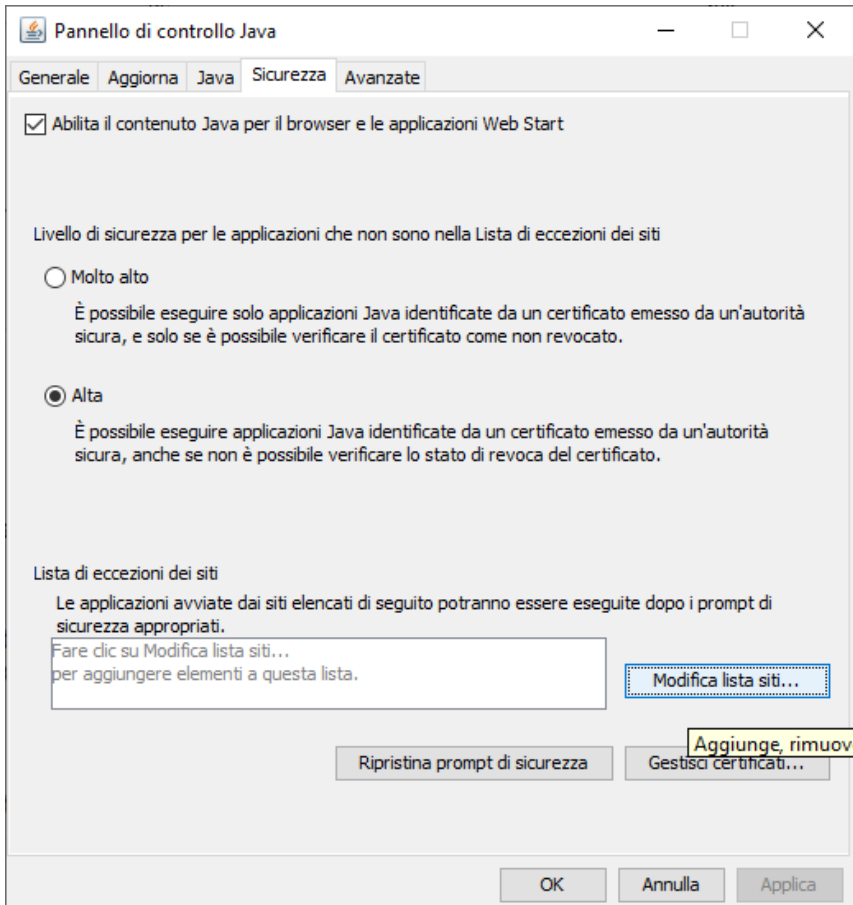 Pannello di controllo Java
Generale Aggiorna Java Sicurezza Avanzate
Abilita il contenuto Java per il browser e le applicazioni Web Start
Livello di sicurezza per le applicazioni che non sono nella Lista di eccezioni dei siti
Molto alto
È possibile eseguire solo applicazioni Java identificate da un certificato emesso da un'autorità
sicura, e solo se è possibile verificare il certificato come non revocato.
Alta
È possibile eseguire applicazioni Java identificate da un certificato emesso da un'autorità
sicura, anche se non è possibile verificare lo stato di revoca del certificato.
Lista di eccezioni dei siti
Le applicazioni avviate dai siti elencati di seguito potranno essere eseguite dopo i prompt di
sicurezza appropriati.
Fare clic su Modifica lista siti...
per aggiungere elementi a questa lista.
Modifica lista siti...
Aggiunge, rimuov
Ripristina prompt di sicurezza Gestisci certificati...
OK Annulla Applica